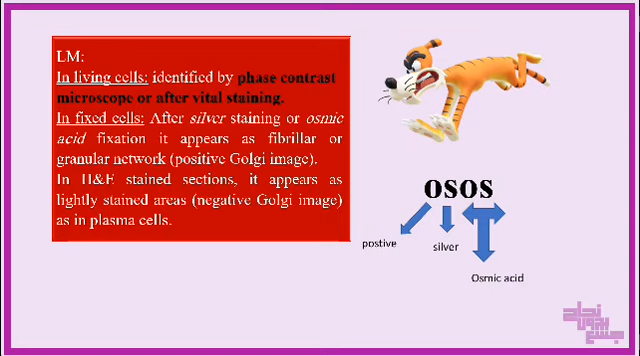 LM:
In living cells: identified by phase contrast
microscope or after vital staining.
In fixed cells: After silver staining or osmic
acid fixation it appears as fibrillar or
granular network (positive Golgi image).
In H&E stained sections, it appears as
lightly stained areas (negative Golgi image)
as in plasma cells.
osos
postive
silver
Osmic acid